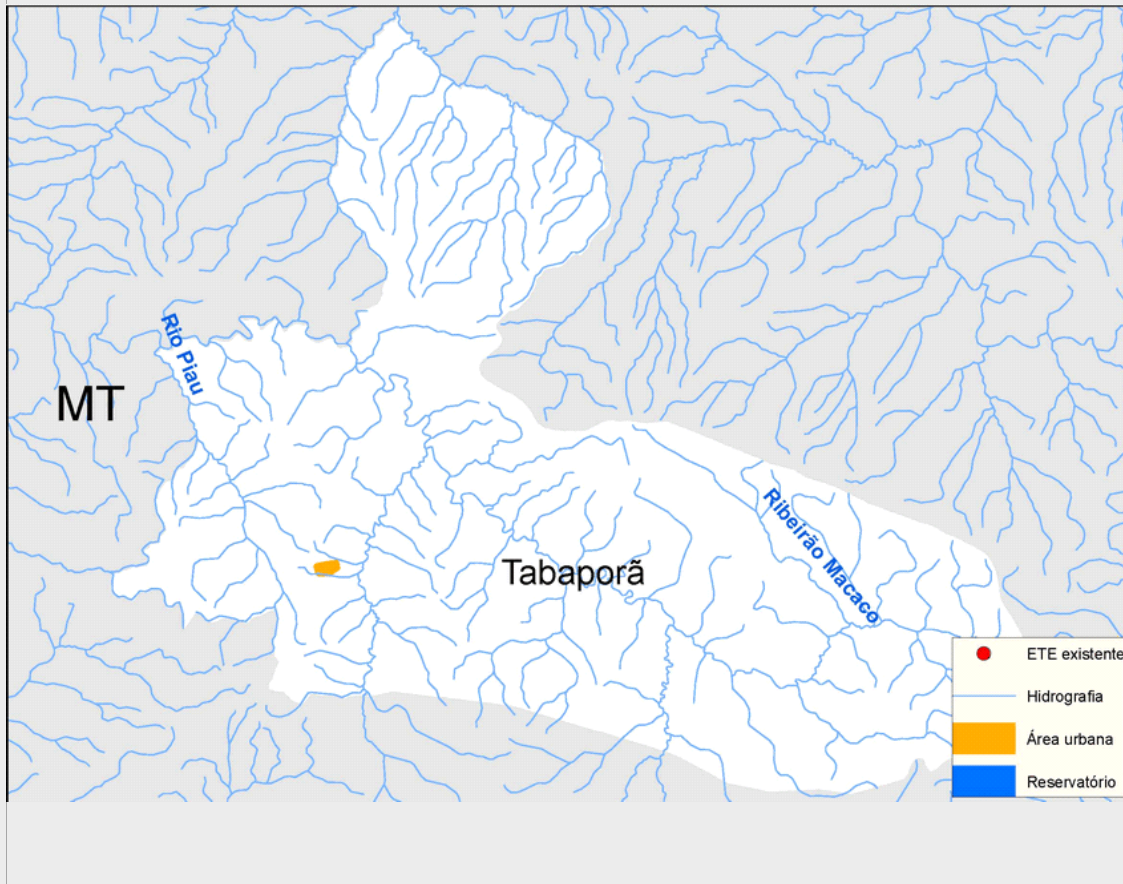 Rio Piau
MT
Ribeirão Macaco
Tabaporã
ETE existente
Hidrografia
Área urbana
Reservatório